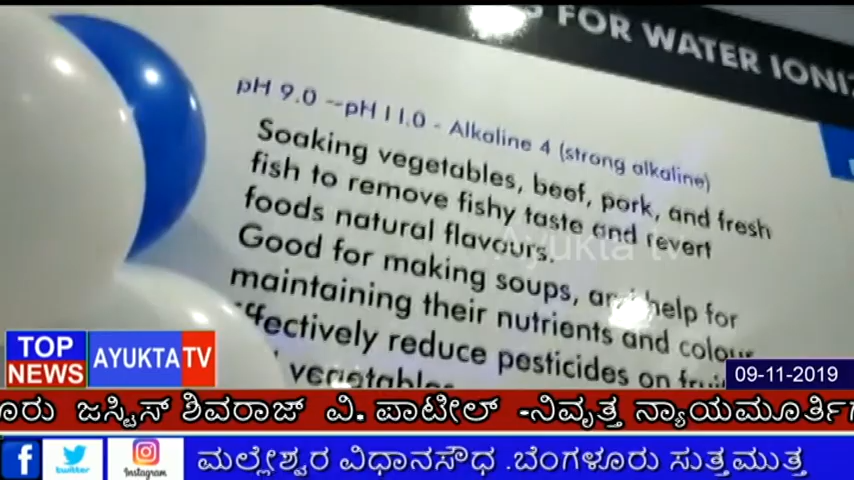 FOR WATER IONI
pH 9.0 ~pH 11.0 - Alkaline 4 (strong alkaline)
Soaking vegetables, beef, pork, and fresh
fish to remove fishy taste and revert
foods natural flavours.
Ayukta tv
Good for making soups, and help for
maintaining their nutrients and colour
effectively reduce pesticides on
vegetables
TOP
NEWS
AYUKTA TV
09-11-2019
ಜಸ್ಟಿಸ್ ಶಿವರಾಜ್ ವಿ. ಪಾಟೀಲ್ -ನಿವೃತ್ತ ನ್ಯಾಯಮೂರ್ತಿಗ
twitter
Instagram
ಮಲ್ಲೇಶ್ವರ ವಿಧಾನಸೌಧ .ಬೆಂಗಳೂರು ಸುತ್ತಮುತ್ತ